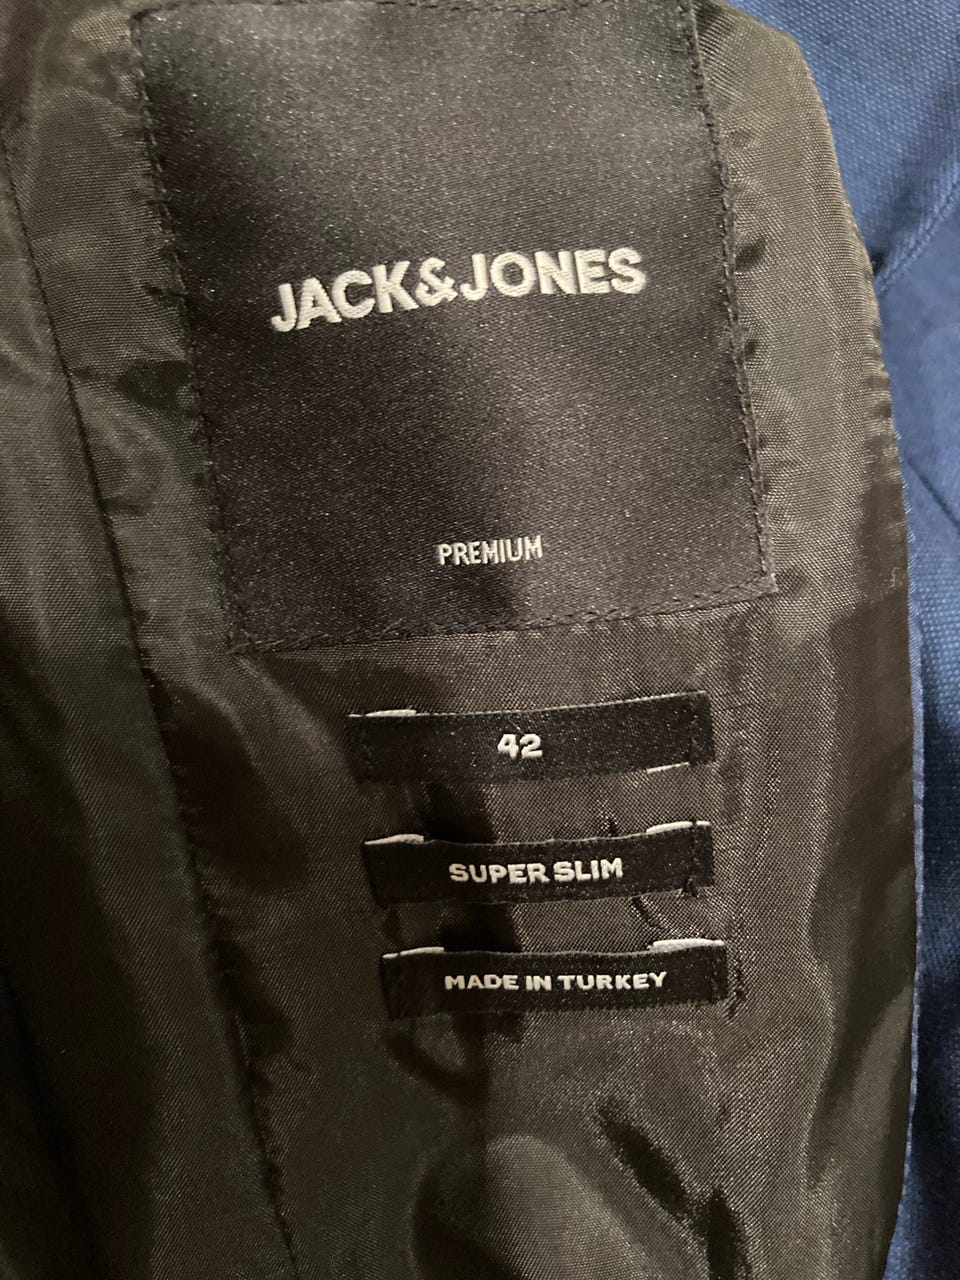 JACK&JONES
PREMIUM
42
SUPER SLIM
MADE IN TURKEY